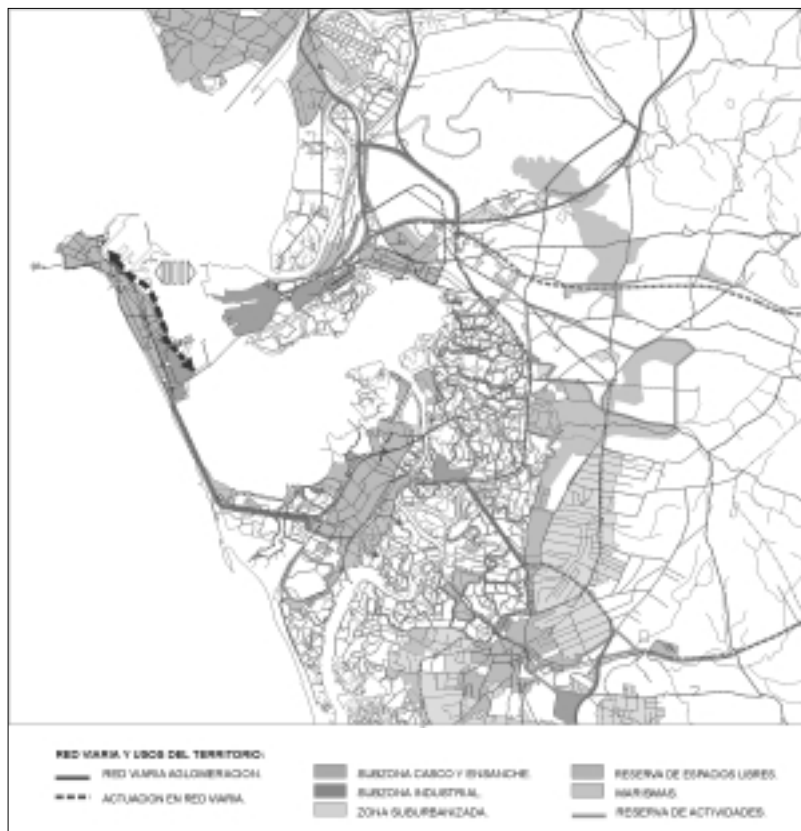 RED VIARIA Y USOS DEL TERRITORIO:
RED VIARIA AGLOMERACION.
ACTUACION EN RED VIARIA.
SUBZONA CASCO Y ENSANCHE.
SUBZONA INDUSTRIAL
ZONA SUBURBANIZADA.
RESERVA DE ESPACIOS LIBRES.
MARISMAS.
RESERVA DE ACTIVIDADES.